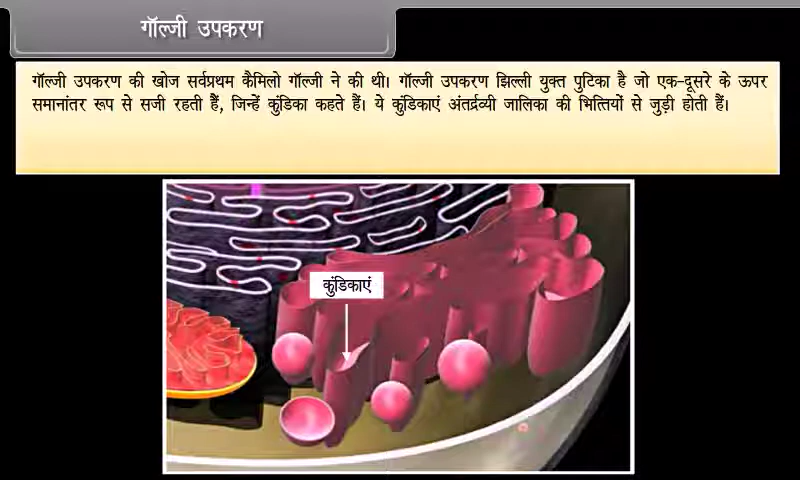 गॉल्जी उपकरण
गॉल्जी उपकरण की खोज सर्वप्रथम कैमिलो गॉल्जी ने की थी। गॉल्जी उपकरण झिल्ली युक्त पुटिका है जो एक-दूसरे के ऊपर
समानांतर रूप से सजी रहती हैं, जिन्हें कुंडिका कहते हैं। ये कुंडिकाएं अंतर्द्रव्यी जालिका की भित्तियों से जुड़ी होती हैं।
कुंडिकाएं